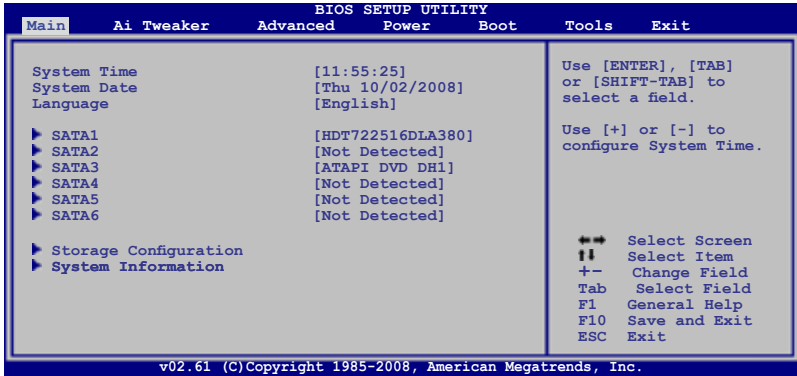 BIOS SETUP UTILITY
Main Ai Tweaker Advanced Power Boot Tools Exit
System Time [11:55:25]
System Date [Thu 10/02/2008]
Language [English]
SATA1 [HDT722516DLA380]
SATA2 [Not Detected]
SATA3 [ATAPI DVD DH1]
SATA4 [Not Detected]
SATA5 [Not Detected]
SATA6 [Not Detected]
Storage Configuration
System Information
Use [ENTER], [TAB]
or [SHIFT-TAB] to
select a field.
Use [+] or [-] to
configure System Time.
Select Screen
Select Item
+- Change Field
Tab Select Field
F1 General Help
F10 Save and Exit
ESC Exit
v02.61 (C)Copyright 1985-2008, American Megatrends, Inc.